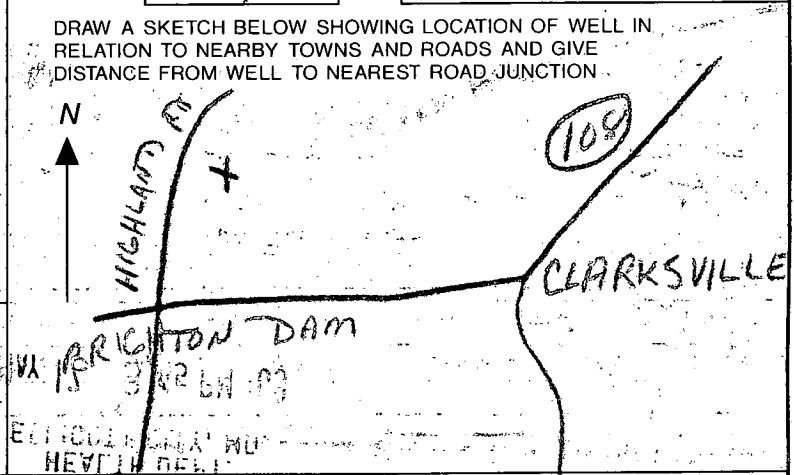 DRAW A SKETCH BELOW SHOWING LOCATION OF WELL IN
RELATION TO NEARBY TOWNS AND ROADS AND GIVE
DISTANCE FROM WELL TO NEAREST ROAD JUNCTION
N
HIGHLAND RD
108
CLARKSVILLE
BRIGHTON DAM
HEALTH DEPT.